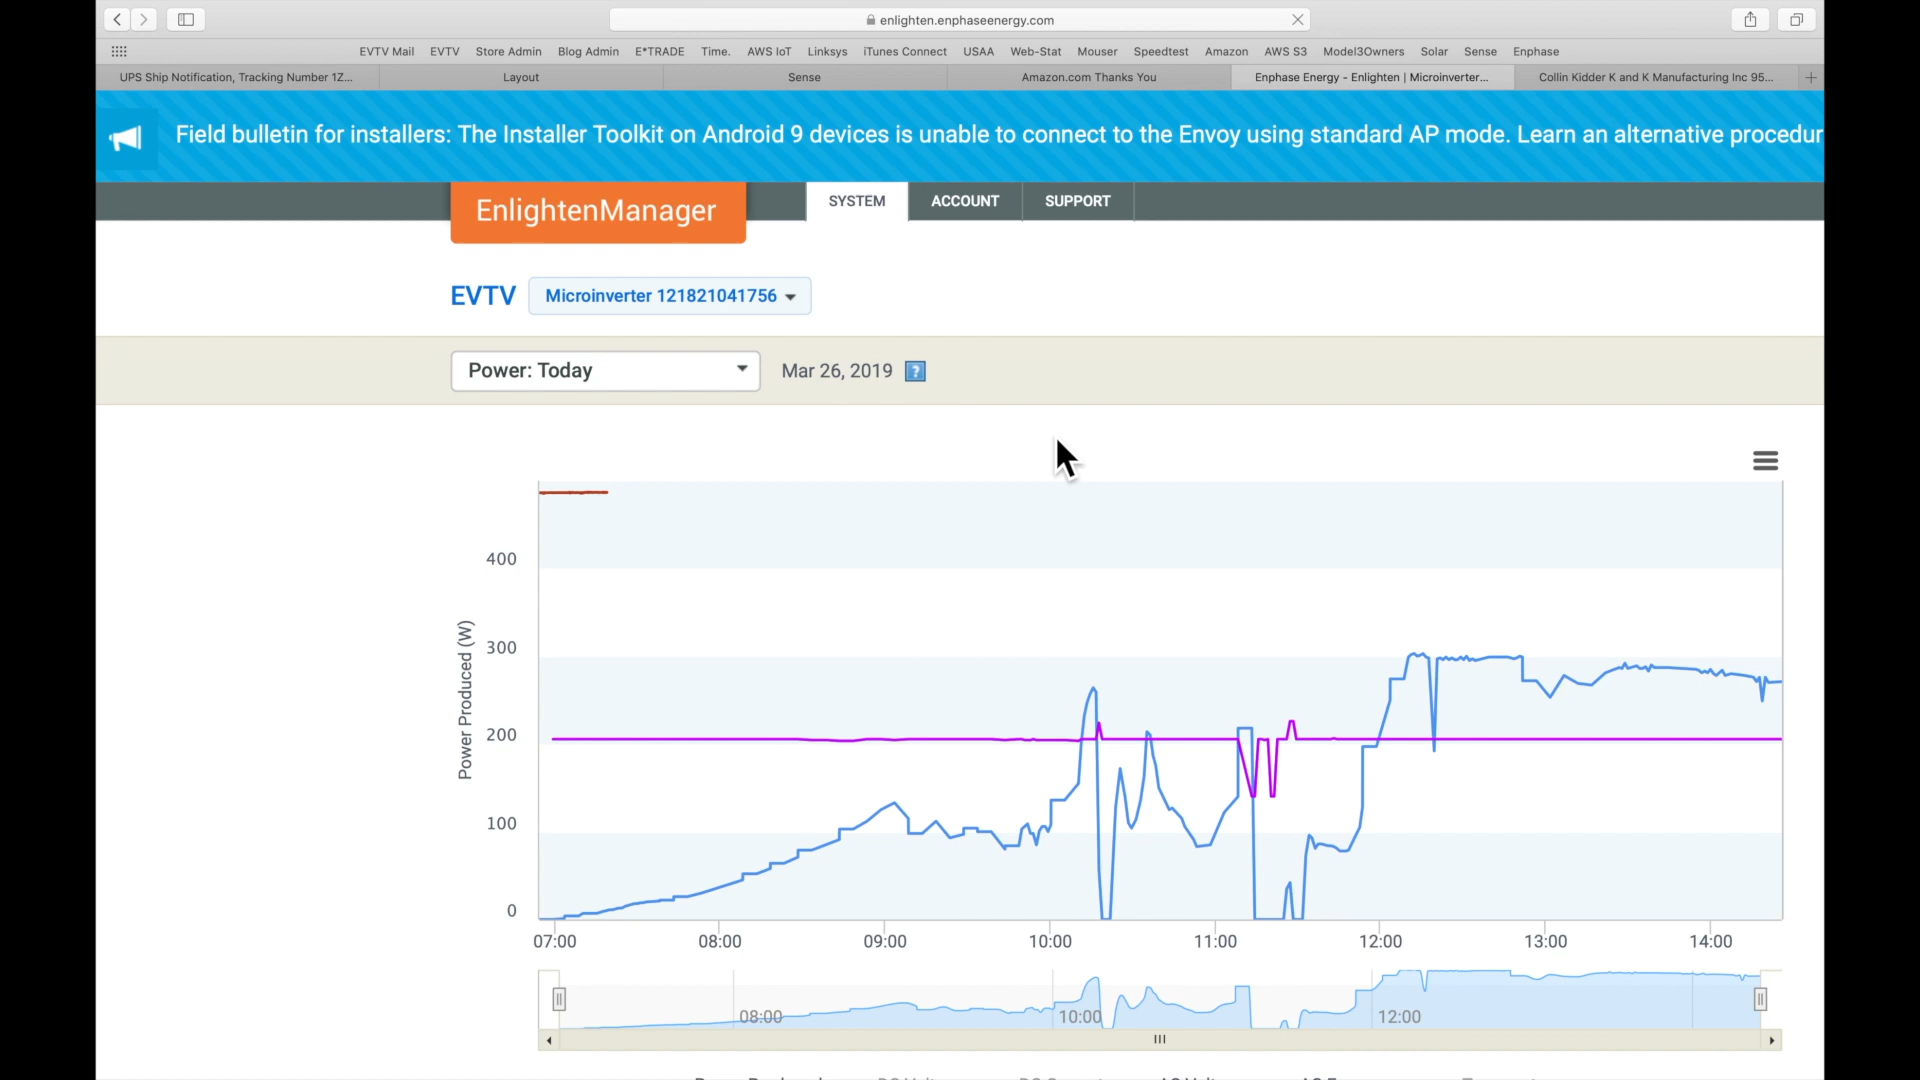 enlighten.enphaseenergy.com
EVTV Mail EVTV Store Admin Blog Admin E*TRADE Time. AWS IoT Linksys iTunes Connect USAA Web-Stat Mouser Speedtest Amazon AWS S3 Model3Owners Solar Sense Enphase
UPS Ship Notification, Tracking Number 1Z... Layout Sense Amazon.com Thanks You Enphase Energy - Enlighten | Microinverter... Collin Kidder K and K Manufacturing Inc 95...
Field bulletin for installers: The Installer Toolkit on Android 9 devices is unable to connect to the Envoy using standard AP mode. Learn an alternative procedur
EnlightenManager SYSTEM ACCOUNT SUPPORT
EVTV Microinverter 121821041756
Power: Today Mar 26, 2019 ?
Power Produced (W)
400
300
200
100
0
07:00 08:00 09:00 10:00 11:00 12:00 13:00 14:00
08:00 10:00 12:00